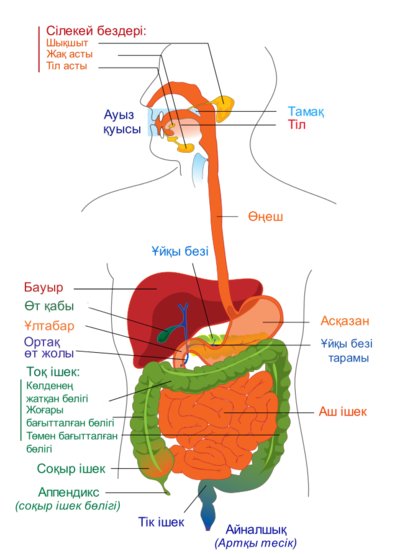 Сілекей бездері:
Шықшыт
Жақ асты
Тіл асты
Ауыз
қуысы
Тамақ
Тіл
Өңеш
Ұйқы безі
Бауыр
Өт қабы
Ұлтабар
Ортақ
өт жолы
Асқазан
Ұйқы безі
тарамы
Тоқ ішек:
Көлденең
жатқан бөлігі
Жоғары
бағытталған бөлігі
Төмен бағытталған
бөлігі
Аш ішек
Соқыр ішек
Аппендикс
(соқыр ішек бөлігі)
Тік ішек
Айналшық
(Артқы тесік)